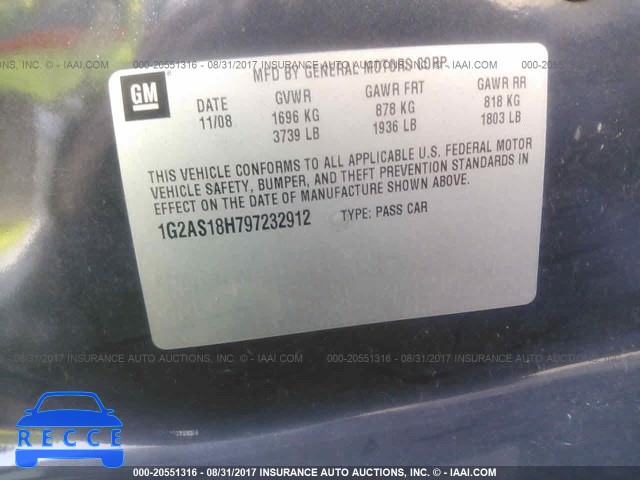 000-20551316 - 08/31/2017 INSURANCE AUTO AUCTIONS, INC. © - IAAI.COM
MFD BY GENERAL MOTORS CORP.
GM
DATE GVWR GAWR FRT GAWR RR
11/08 1696 KG 878 KG 818 KG
3739 LB 1936 LB 1803 LB
THIS VEHICLE CONFORMS TO ALL APPLICABLE U.S. FEDERAL MOTOR
VEHICLE SAFETY, BUMPER, AND THEFT PREVENTION STANDARDS IN
EFFECT ON THE DATE OF MANUFACTURE SHOWN ABOVE.
1G2AS18H797232912 TYPE: PASS CAR
08/31/2017 INSURANCE AUTO AUCTIONS, INC. © - IAAI.COM 000-20551316 - 08/31/2017 INSURANCE AUTO AUCTIONS, INC. © - IAAI.COM
RECCE
000-20551316 - 08/31/2017 INSURANCE AUTO AUCTIONS, INC. © - IAAI.COM